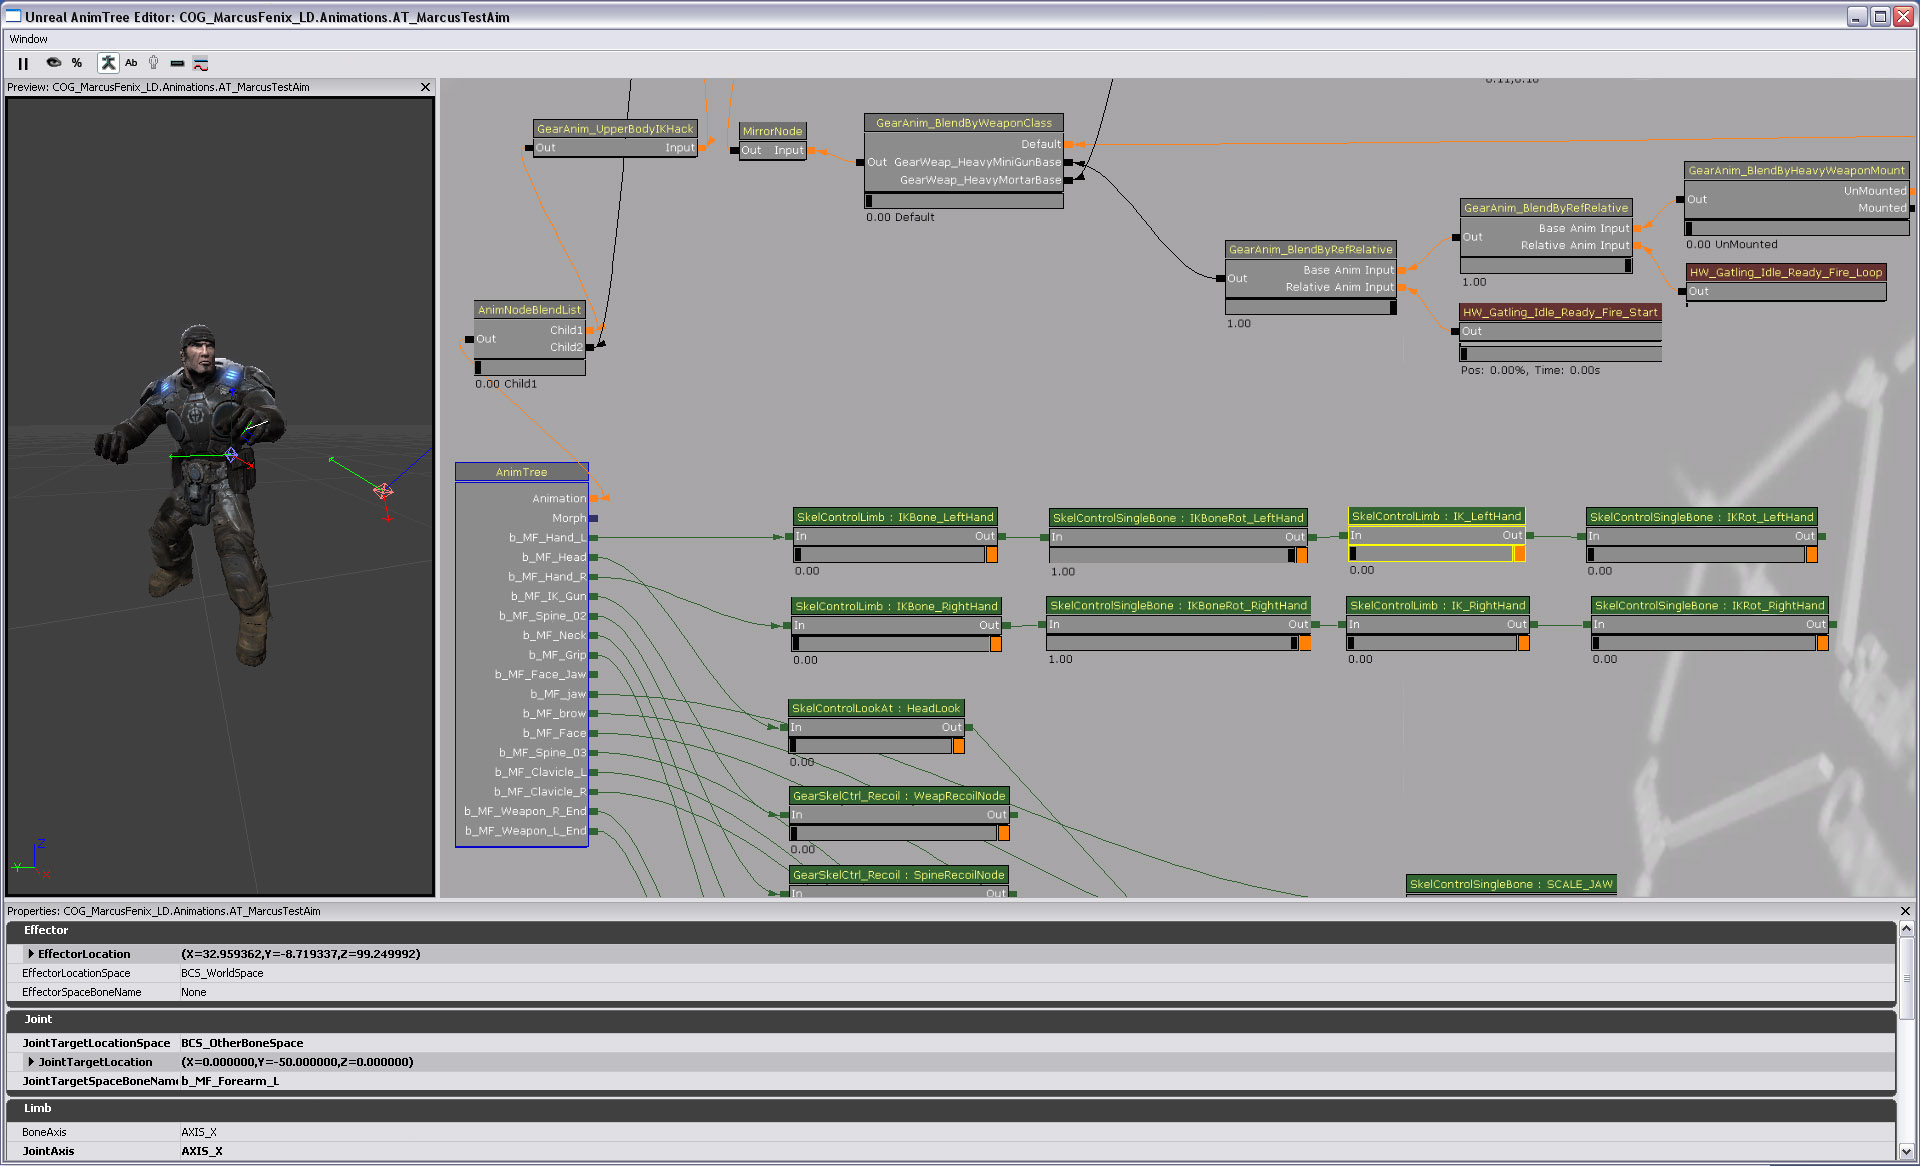 Unreal AnimTree Editor: COG_MarcusFenix_LD.Animations.AT_MarcusTestAim
Window
%
Ab
Preview: COG_MarcusFenix_LD.Animations.AT_MarcusTestAim
Z
Y
X
GearAnim_UpperBodyIKHack
Out Input
MirrorNode
Out Input
GearAnim_BlendByWeaponClass
Default
Out GearWeap_HeavyMiniGunBase
GearWeap_HeavyMortarBase
0.00 Default
GearAnim_BlendByHeavyWeaponMount
UnMounted
Out
Mounted
0.00 UnMounted
GearAnim_BlendByRefRelative
Base Anim Input
Out
Relative Anim Input
1.00
HW_Gatling_Idle_Ready_Fire_Loop
Out
GearAnim_BlendByRefRelative
Base Anim Input
Out
Relative Anim Input
1.00
HW_Gatling_Idle_Ready_Fire_Start
Out
Pos: 0.00%, Time: 0.00s
AnimNodeBlendList
Child1
Out
Child2
0.00 Child1
AnimTree
Animation
Morph
b_MF_Hand_L
b_MF_Head
b_MF_Hand_R
b_MF_IK_Gun
b_MF_Spine_02
b_MF_Neck
b_MF_Grip
b_MF_Face_Jaw
b_MF_jaw
b_MF_brow
b_MF_Face
b_MF_Spine_03
b_MF_Clavicle_L
b_MF_Clavicle_R
b_MF_Weapon_R_End
b_MF_Weapon_L_End
SkelControlLimb : IKBone_LeftHand
In Out
0.00
SkelControlSingleBone : IKBoneRot_LeftHand
In Out
1.00
SkelControlLimb : IK_LeftHand
In Out
0.00
SkelControlSingleBone : IKRot_LeftHand
In Out
0.00
SkelControlLimb : IKBone_RightHand
In Out
0.00
SkelControlSingleBone : IKBoneRot_RightHand
In Out
1.00
SkelControlLimb : IK_RightHand
In Out
0.00
SkelControlSingleBone : IKRot_RightHand
In Out
0.00
SkelControlLookAt : HeadLook
In Out
0.00
GearSkelCtrl_Recoil : WeapRecoilNode
In Out
0.00
GearSkelCtrl_Recoil : SpineRecoilNode
In Out
SkelControlSingleBone : SCALE_JAW
Properties: COG_MarcusFenix_LD.Animations.AT_MarcusTestAim
Effector
EffectorLocation (X=32.959362,Y=-8.719337,Z=99.249992)
EffectorLocationSpace BCS_WorldSpace
EffectorSpaceBoneName None
Joint
JointTargetLocationSpace BCS_OtherBoneSpace
JointTargetLocation (X=0.000000,Y=-50.000000,Z=0.000000)
JointTargetSpaceBoneName b_MF_Forearm_L
Limb
BoneAxis AXIS_X
JointAxis AXIS_X